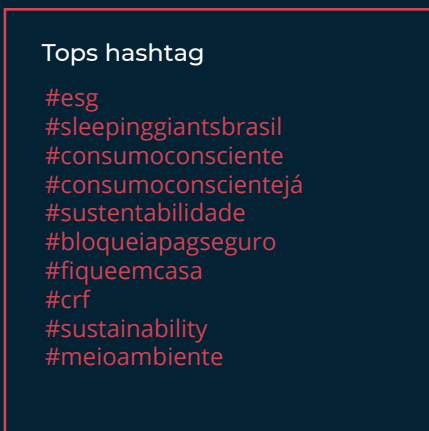 Tops hashtag
#esg
#sleepinggiantsbrasil
#consumoconsciente
#consumoconscientejá
#sustentabilidade
#bloqueiapagseguro
#fiqueemcasa
#crf
#sustainability
#meioambiente